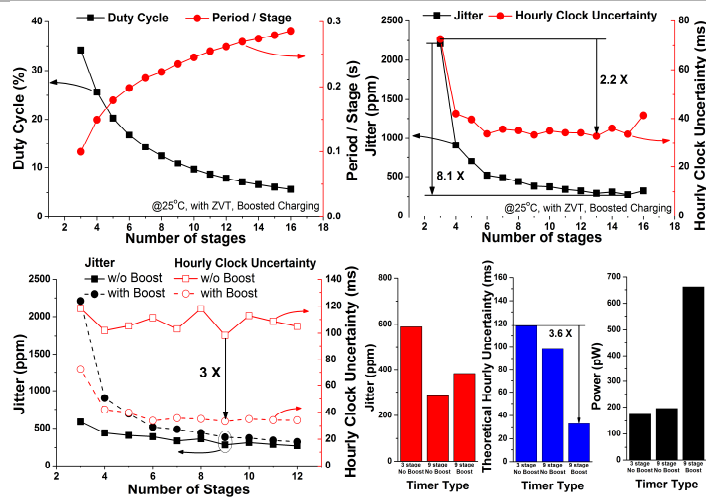 Duty Cycle
Period / Stage
Duty Cycle (%)
50
40
30
20
10
0
Period / Stage (s)
0.3
0.2
0.1
0.0
@25°C, with ZVT, Boosted Charging
2 4 6 8 10 12 14 16 18
Number of stages
Jitter
Hourly Clock Uncertainty
Jitter (ppm)
2500
2000
1500
1000
500
0
Hourly Clock Uncertainty (ms)
80
60
40
20
0
2.2 X
8.1 X
@25°C, with ZVT, Boosted Charging
2 4 6 8 10 12 14 16 18
Number of stages
Jitter
Hourly Clock Uncertainty
w/o Boost
w/o Boost
with Boost
with Boost
Jitter (ppm)
2500
2000
1500
1000
500
0
Hourly Clock Uncertainty (ms)
140
120
100
80
60
40
20
0
3 X
2 4 6 8 10 12
Number of Stages
Jitter (ppm)
800
600
400
200
0
3 stage No Boost
9 stage No Boost
9 stage Boost
Timer Type
Theoretical Hourly Uncertainty (ms)
160
140
120
100
80
60
40
20
0
3.6 X
3 stage No Boost
9 stage No Boost
9 stage Boost
Timer Type
Power (pW)
700
600
500
400
300
200
100
0
3 stage No Boost
9 stage No Boost
9 stage Boost
Timer Type